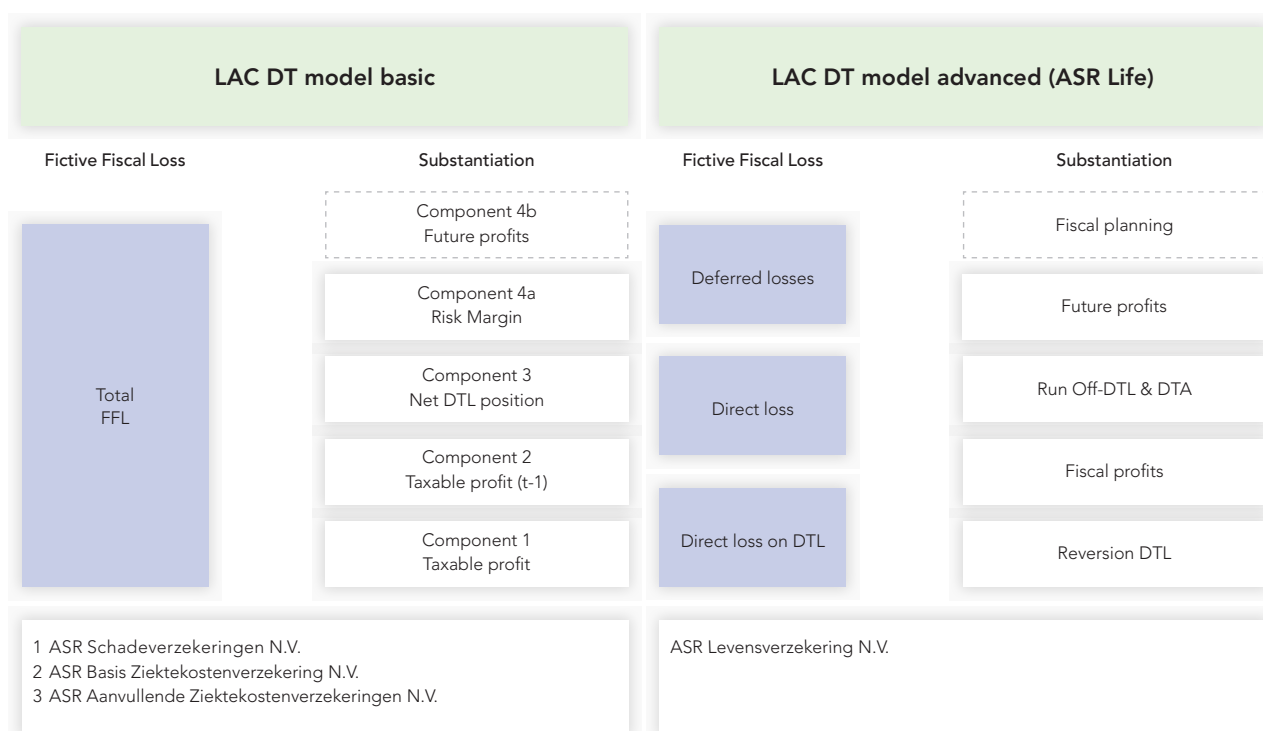 LAC DT model basic
Fictive Fiscal Loss
Substantiation
Total
FFL
Component 4b
Future profits
Component 4a
Risk Margin
Component 3
Net DTL position
Component 2
Taxable profit (t-1)
Component 1
Taxable profit
1 ASR Schadeverzekeringen N.V.
2 ASR Basis Ziektekostenverzekering N.V.
3 ASR Aanvullende Ziektekostenverzekeringen N.V.
LAC DT model advanced (ASR Life)
Fictive Fiscal Loss
Substantiation
Deferred losses
Direct loss
Direct loss on DTL
Fiscal planning
Future profits
Run Off-DTL & DTA
Fiscal profits
Reversion DTL
ASR Levensverzekering N.V.